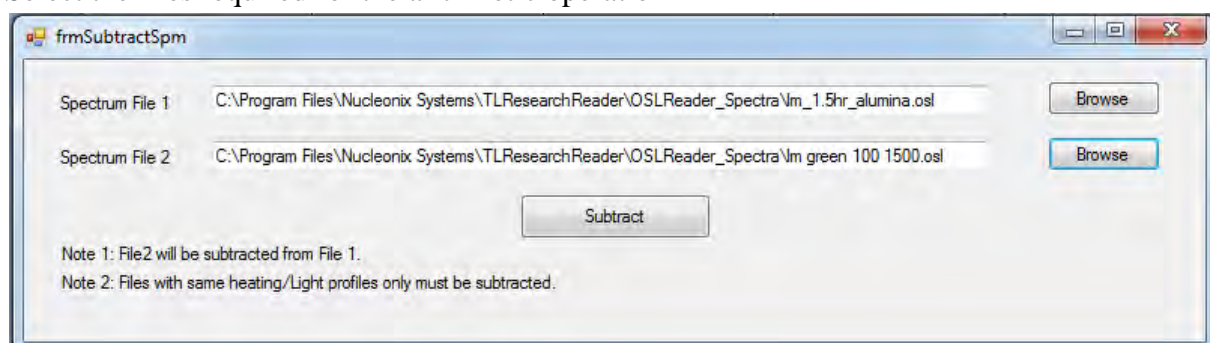 frmSubtractSpm
Spectrum File 1 C:\Program Files\Nucleonix Systems\TLResearchReader\OSLReader_Spectra\lm_1.5hr_alumina.osl Browse
Spectrum File 2 C:\Program Files\Nucleonix Systems\TLResearchReader\OSLReader_Spectra\lm green 100 1500.osl Browse
Subtract
Note 1: File2 will be subtracted from File 1.
Note 2: Files with same heating/Light profiles only must be subtracted.